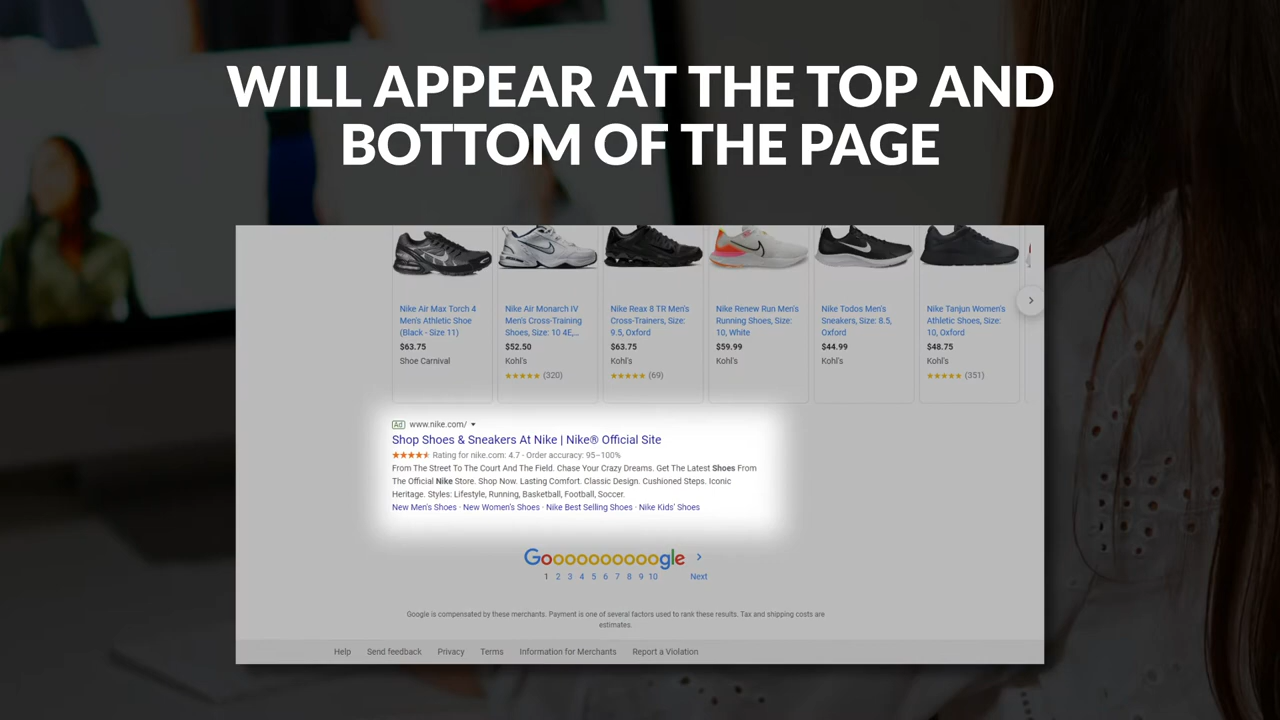 WILL APPEAR AT THE TOP AND
BOTTOM OF THE PAGE
Nike Air Max Torch 4
Men's Athletic Shoe
(Black - Size 11)
$63.75
Shoe Carnival
Nike Air Monarch IV
Men's Cross-Training
Shoes, Size: 10 4E,...
$52.50
Kohl's
★★★★★ (320)
Nike Reax 8 TR Men's
Cross-Trainers, Size:
9.5, Oxford
$63.75
Kohl's
★★★★★ (69)
Nike Renew Run Men's
Running Shoes, Size:
10, White
$59.99
Kohl's
Nike Todos Men's
Sneakers, Size: 8.5,
Oxford
$44.99
Kohl's
Nike Tanjun Women's
Athletic Shoes, Size:
10, Oxford
$48.75
Kohl's
★★★★★ (351)
Ad www.nike.com/
Shop Shoes & Sneakers At Nike | Nike® Official Site
Rating for nike.com: 4.7 - Order accuracy: 95–100%
From The Street To The Court And The Field. Chase Your Crazy Dreams. Get The Latest Shoes From
The Official Nike Store. Shop Now. Lasting Comfort. Classic Design. Cushioned Steps. Iconic
Heritage. Styles: Lifestyle, Running, Basketball, Football, Soccer.
New Men's Shoes · New Women's Shoes · Nike Best Selling Shoes · Nike Kids' Shoes
Goooooooooogle >
1 2 3 4 5 6 7 8 9 10 Next
Google is compensated by these merchants. Payment is one of several factors used to rank these results. Tax and shipping costs are
estimates.
Help Send feedback Privacy Terms Information for Merchants Report a Violation